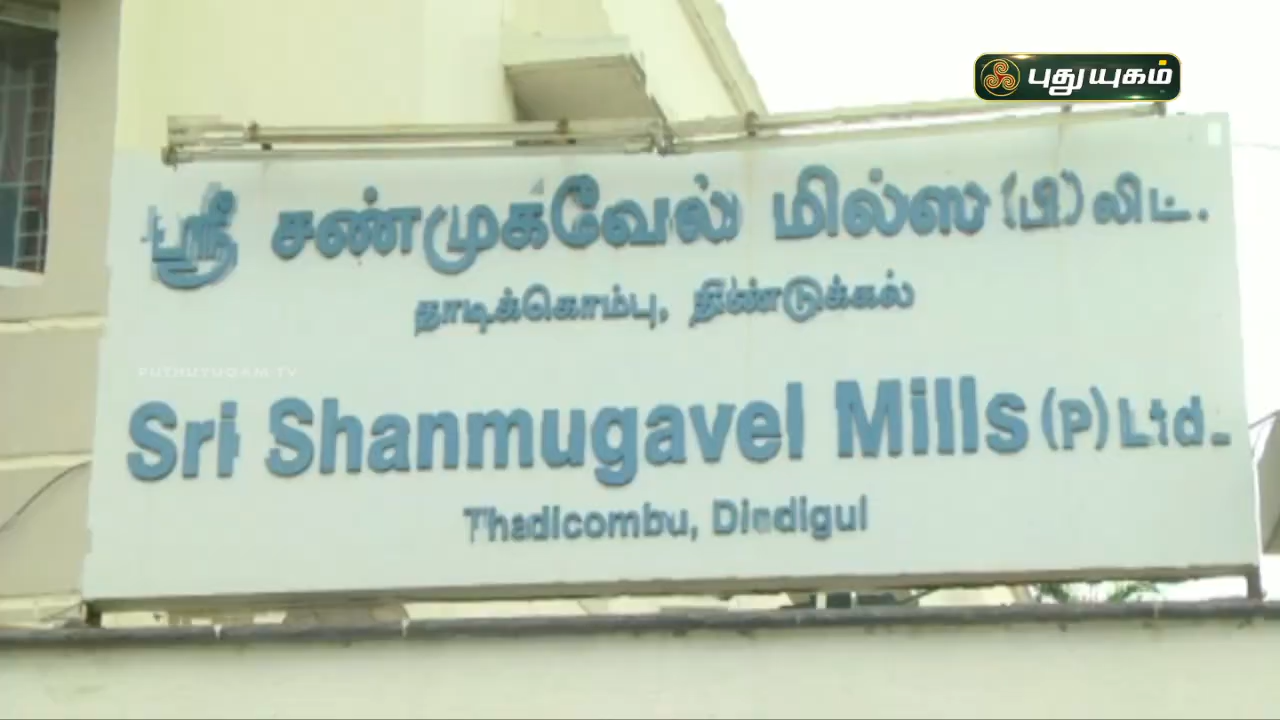 புதுயுகம்
ஸ்ரீ சண்முகவேல் மில்ஸ் (பி) லிட்.
தாடிக்கொம்பு, திண்டுக்கல்
PUTHUYUGAM TV
Sri Shanmugavel Mills (P) Ltd.
Thadicombu, Dindigul